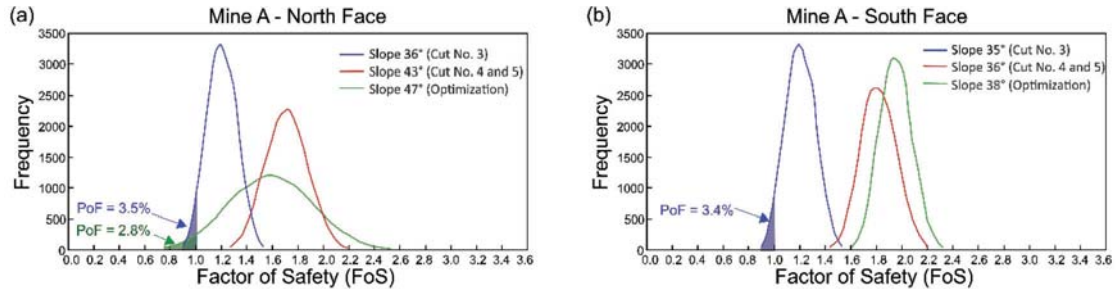 (a)
Mine A - North Face
3500
3000
2500
2000
1500
1000
500
0
Frequency
Slope 36° (Cut No. 3)
Slope 43° (Cut No. 4 and 5)
Slope 47° (Optimization)
PoF = 3.5%
PoF = 2.8%
0.0 0.2 0.4 0.6 0.8 1.0 1.2 1.4 1.6 1.8 2.0 2.2 2.4 2.6 2.8 3.0 3.2 3.4 3.6
Factor of Safety (FoS)
(b)
Mine A - South Face
3500
3000
2500
2000
1500
1000
500
0
Frequency
Slope 35° (Cut No. 3)
Slope 36° (Cut No. 4 and 5)
Slope 38° (Optimization)
PoF = 3.4%
0.0 0.2 0.4 0.6 0.8 1.0 1.2 1.4 1.6 1.8 2.0 2.2 2.4 2.6 2.8 3.0 3.2 3.4 3.6
Factor of Safety (FoS)